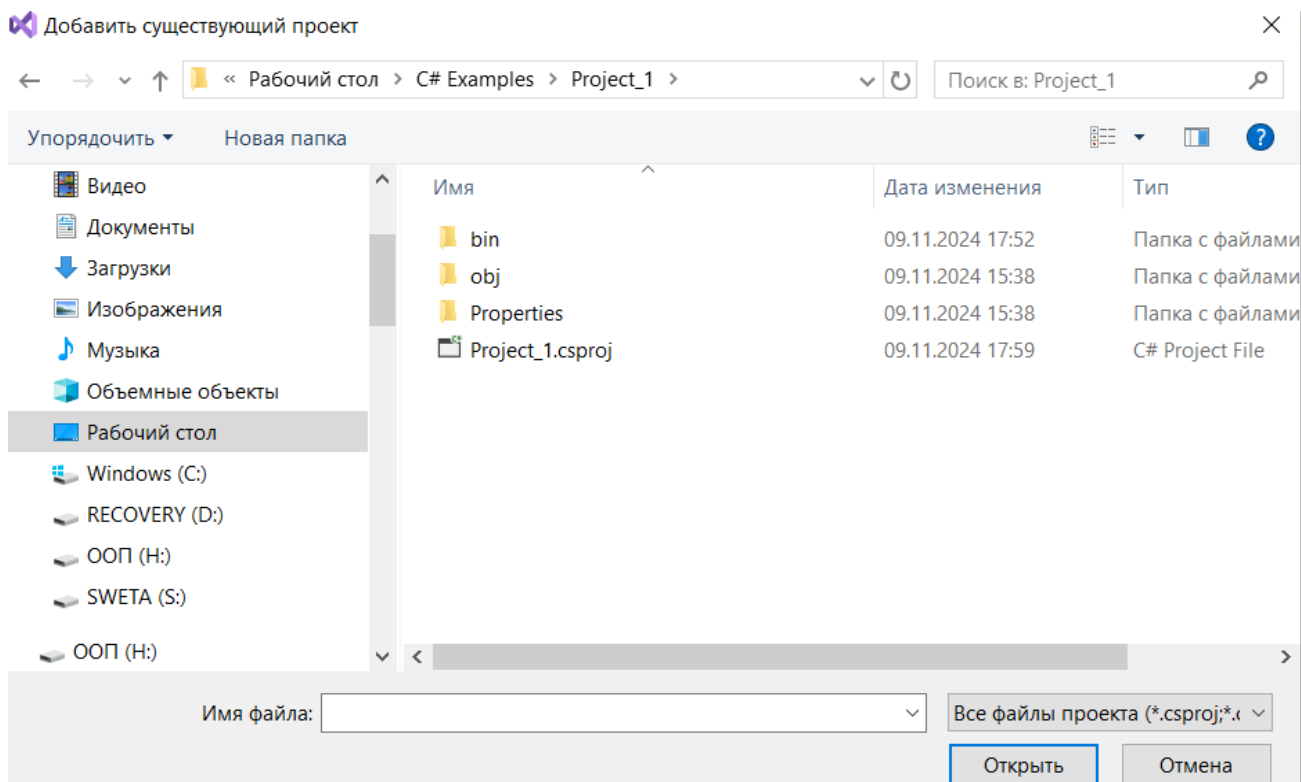 Добавить существующий проект
« Рабочий стол > C# Examples > Project_1 >
Поиск в: Project_1
Упорядочить
Новая папка
Видео
Документы
Загрузки
Изображения
Музыка
Объемные объекты
Рабочий стол
Windows (C:)
RECOVERY (D:)
ООП (H:)
SWETA (S:)
ООП (H:)
Имя Дата изменения Тип
bin 09.11.2024 17:52 Папка с файлами
obj 09.11.2024 15:38 Папка с файлами
Properties 09.11.2024 15:38 Папка с файлами
Project_1.csproj 09.11.2024 17:59 C# Project File
Имя файла:
Все файлы проекта (*.csproj;*.c
Открыть
Отмена